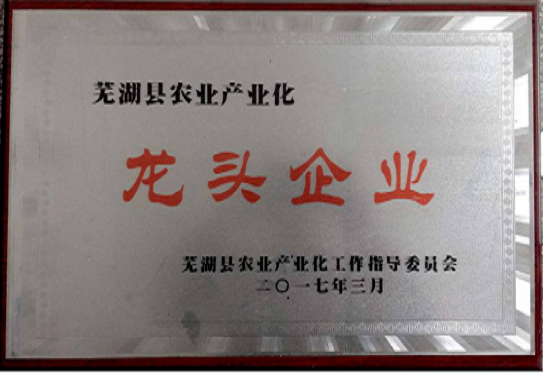 芜湖县农业产业化
龙头企业
芜湖县农业产业化工作指导委员会
二〇一七年三月